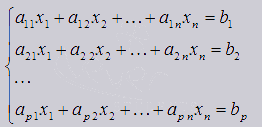 a₁₁x₁ + a₁₂x₂ + ... + a₁ₙxₙ = b₁
a₂₁x₁ + a₂₂x₂ + ... + a₂ₙxₙ = b₂
...
aₚ₁x₁ + aₚ₂x₂ + ... + aₚₙxₙ = bₚ